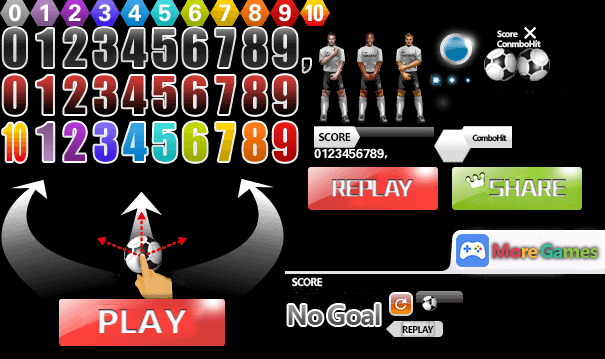 0 1 2 3 4 5 6 7 8 9 10
0123456789,
0123456789
10 1 2 3 4 5 6 7 8 9
Score
ConmboHit
SCORE
ComboHit
0123456789,
REPLAY
SHARE
More Games
SCORE
No Goal
REPLAY
PLAY